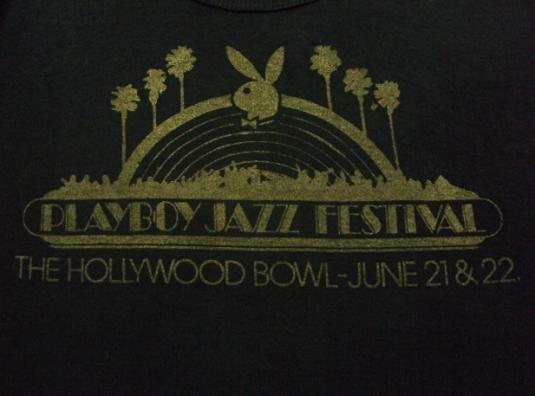 PLAYBOY JAZZ FESTIVAL
THE HOLLYWOOD BOWL-JUNE 21 & 22.